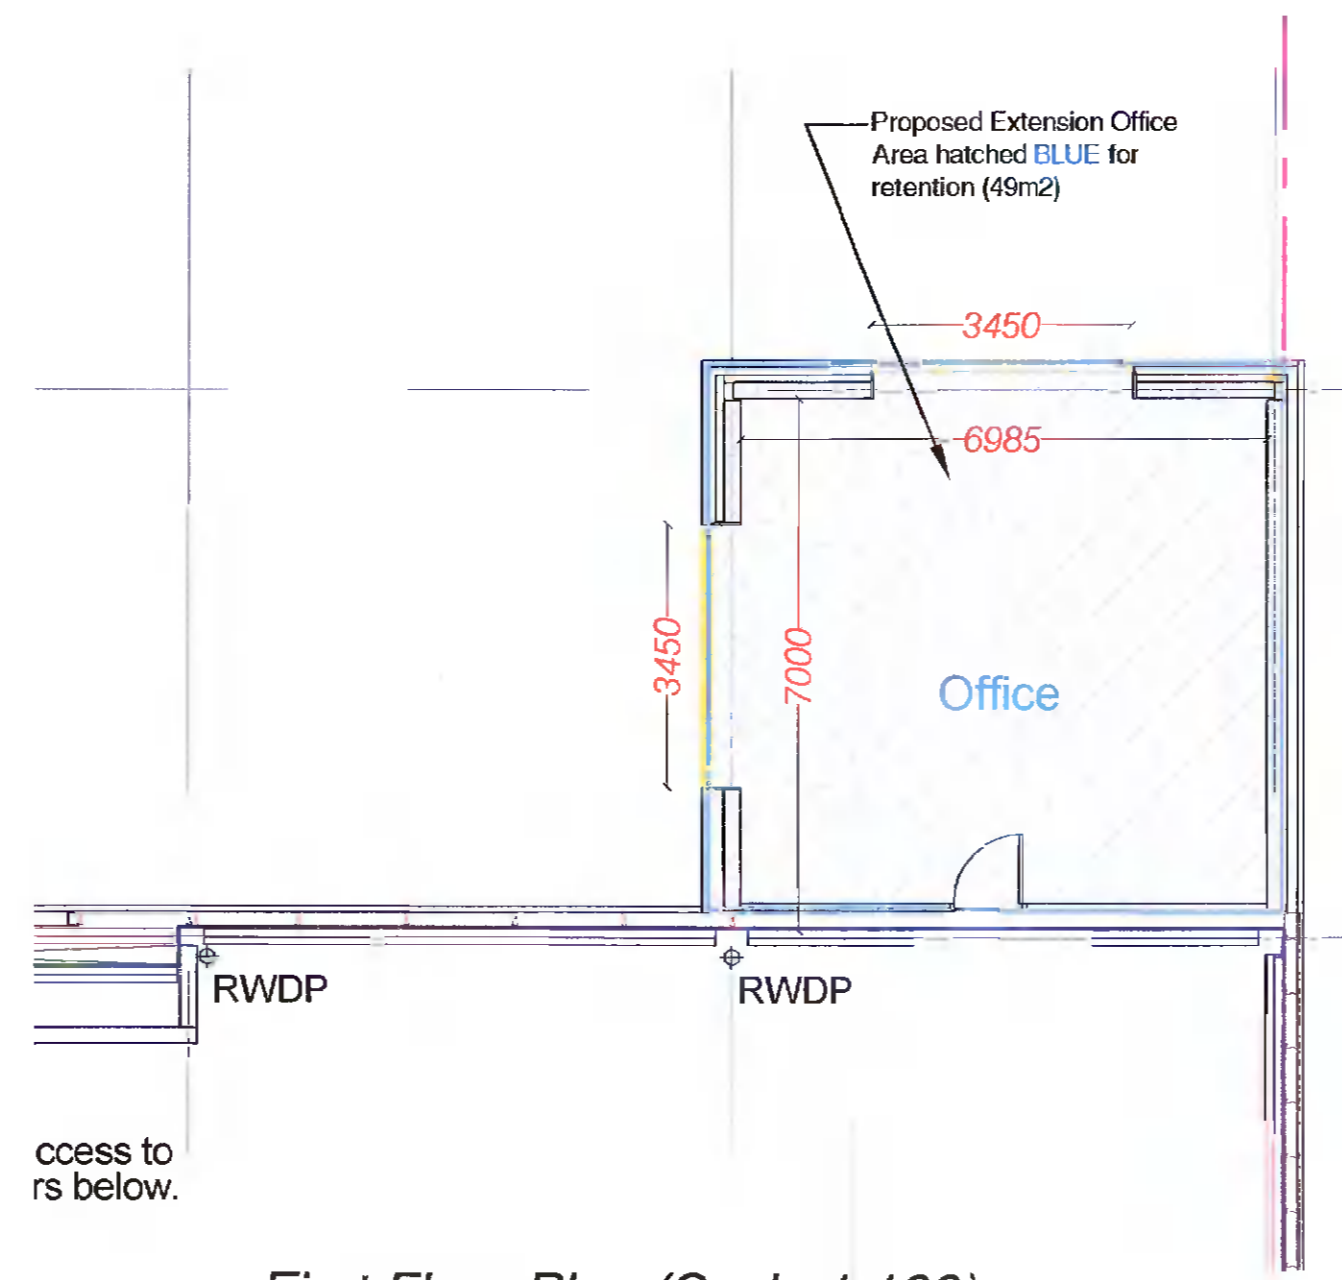 Proposed Extension Office
Area hatched BLUE for
retention (49m2)
3450
6985
3450
7000
Office
RWDP
RWDP
ccess to
rs below.